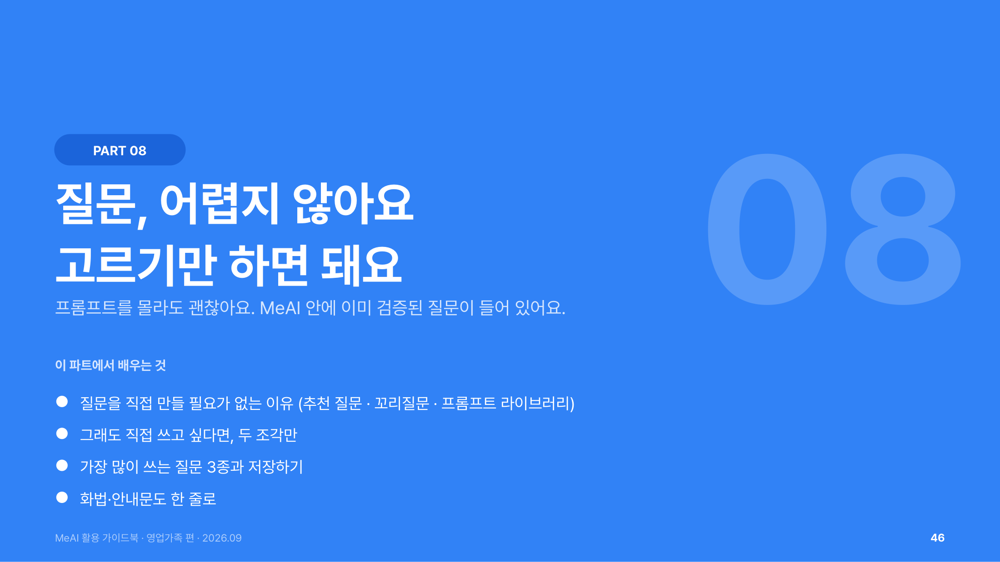 PART 08
08
질문, 어렵지 않아요
고르기만 하면 돼요
프롬프트를 몰라도 괜찮아요. MeAI 안에 이미 검증된 질문이 들어 있어요.
이 파트에서 배우는 것
● 질문을 직접 만들 필요가 없는 이유 (추천 질문 · 꼬리질문 · 프롬프트 라이브러리)
● 그래도 직접 쓰고 싶다면, 두 조각만
● 가장 많이 쓰는 질문 3종과 저장하기
● 화법·안내문도 한 줄로
MeAI 활용 가이드북 · 영업가족 편 · 2026.09
46